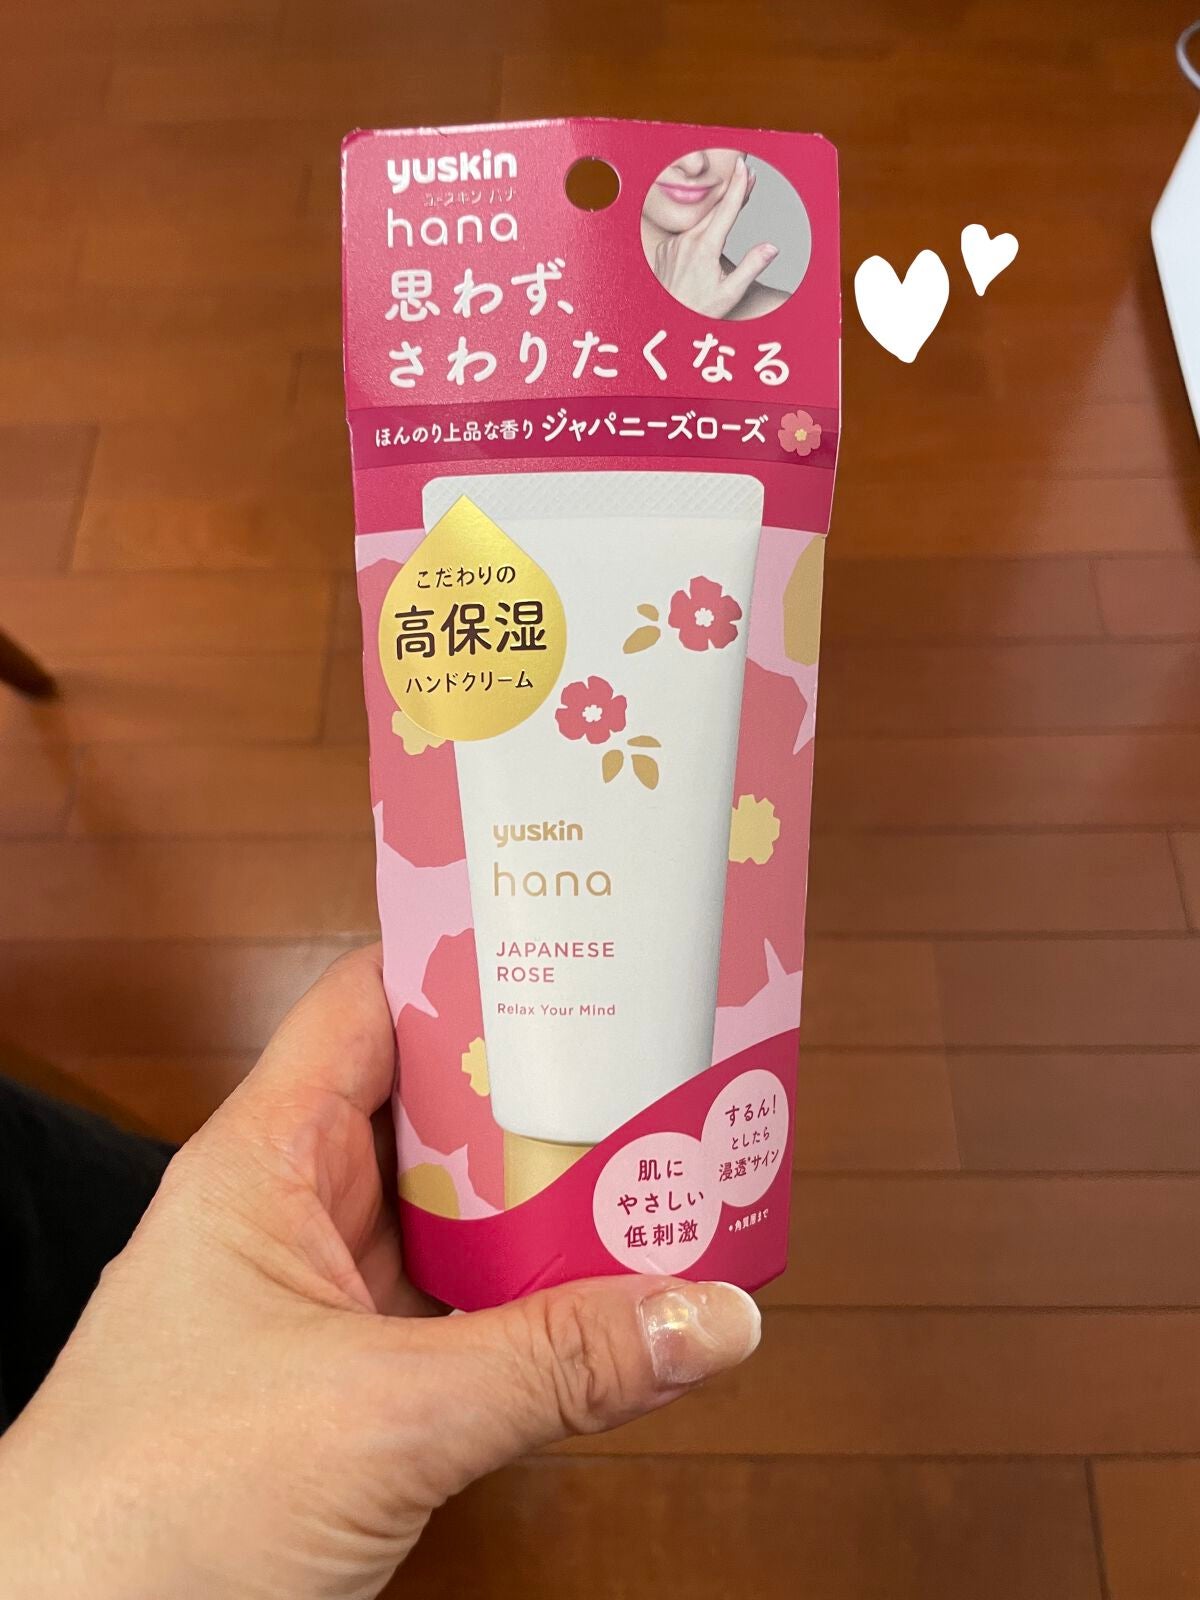 yuskin
ユースキン ハナ
hana
思わず、
さわりたくなる
ほんのり上品な香り ジャパニーズローズ
こだわりの
高保湿
ハンドクリーム
yuskin
hana
JAPANESE
ROSE
Relax Your Mind
するん!
としたら
浸透*サイン
肌に
やさしい
低刺激
*角質層まで